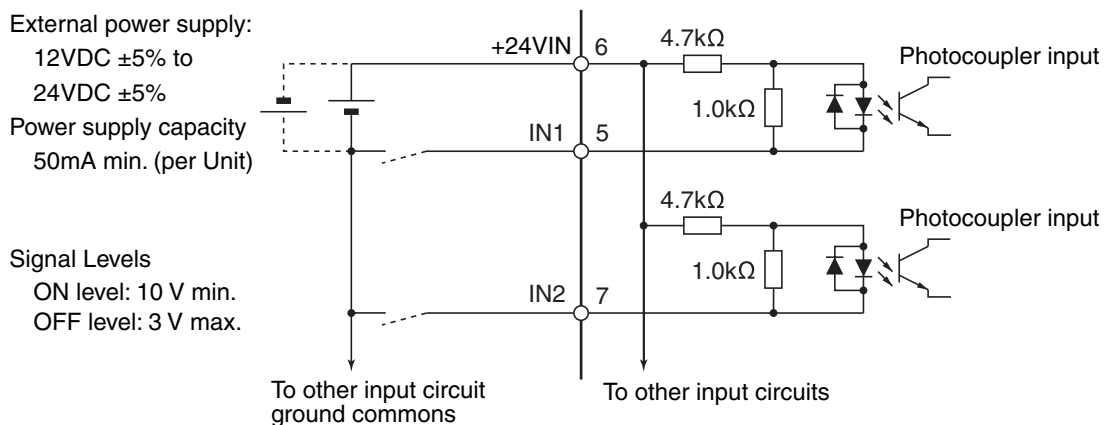 External power supply:
12VDC ±5% to
24VDC ±5%
Power supply capacity
50mA min. (per Unit)
Signal Levels
ON level: 10 V min.
OFF level: 3 V max.
+24VIN 6
4.7kΩ
1.0kΩ
Photocoupler input
IN1 5
4.7kΩ
1.0kΩ
Photocoupler input
IN2 7
To other input circuit
ground commons
To other input circuits